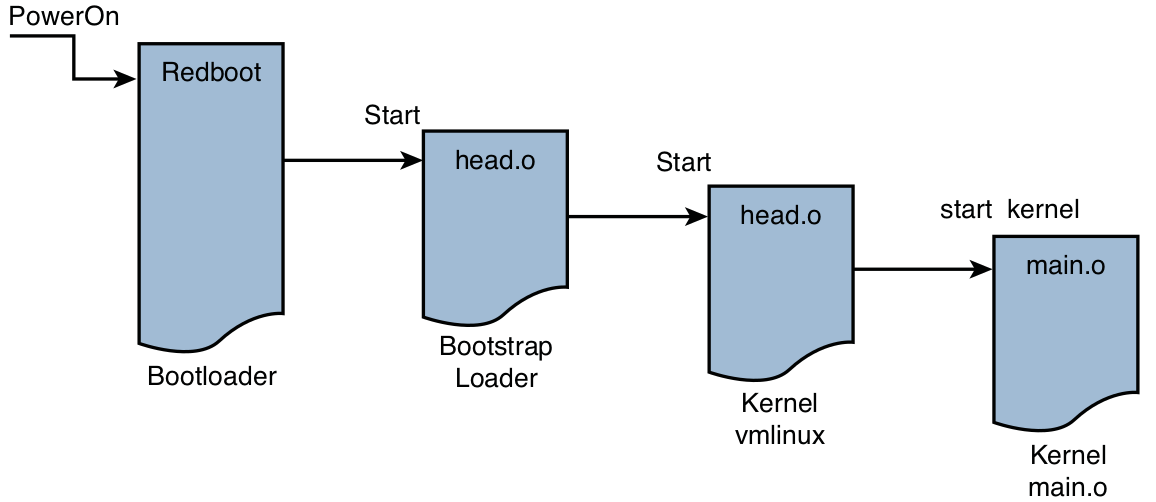 PowerOn
Redboot
Bootloader
Start
head.o
Bootstrap
Loader
Start
head.o
Kernel
vmlinux
start kernel
main.o
Kernel
main.o